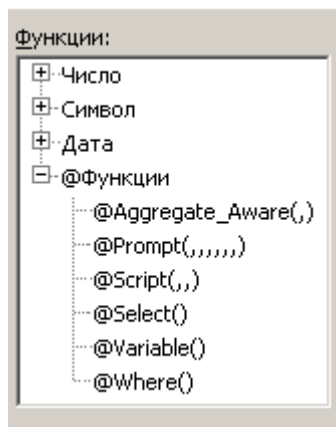 Функции:
Число
Символ
Дата
@Функции
@Aggregate_Aware(,)
@Prompt(,,,,,,)
@Script(,,)
@Select()
@Variable()
@Where()